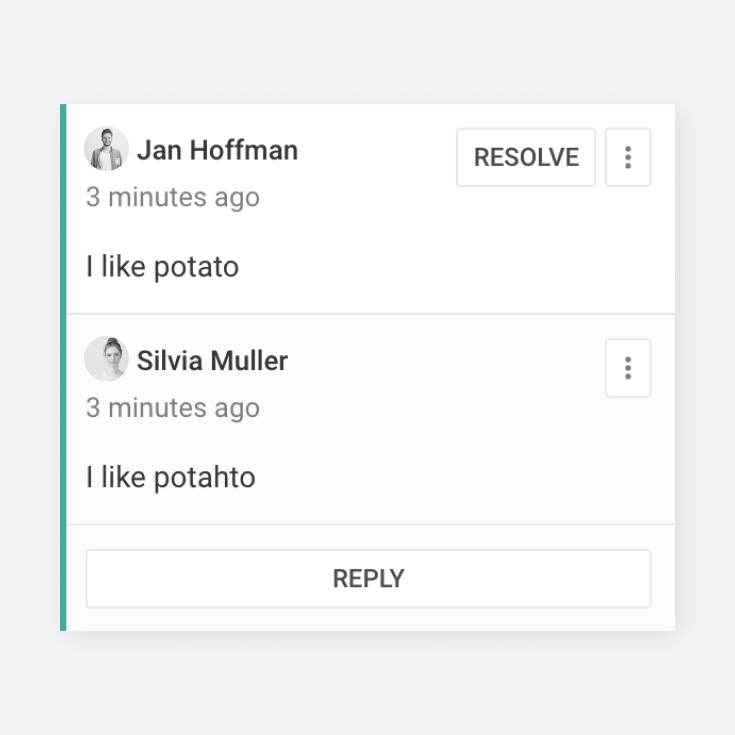 Jan Hoffman
RESOLVE
3 minutes ago
I like potato
Silvia Muller
3 minutes ago
I like potahto
REPLY